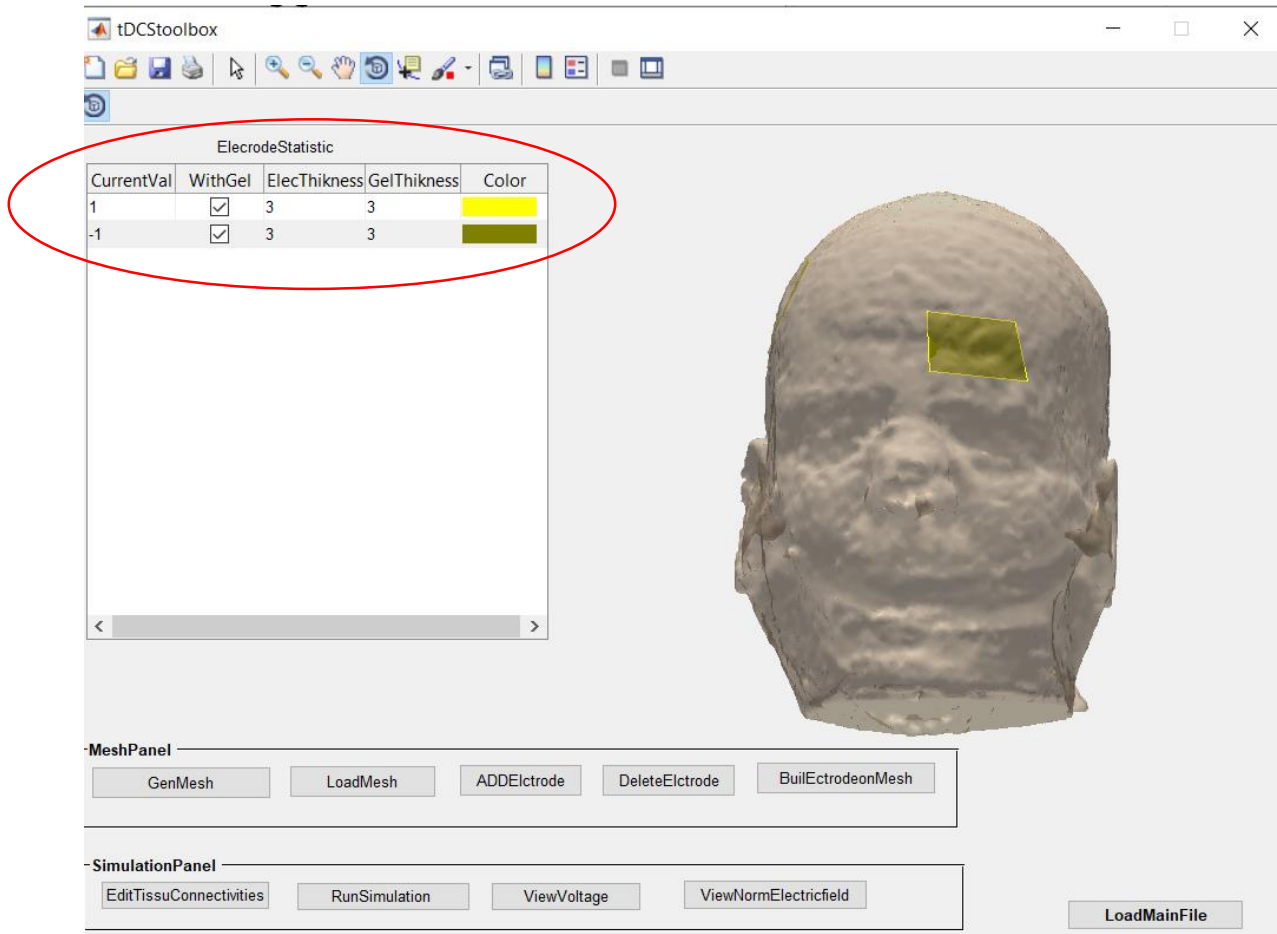 tDCStoolbox
ElecrodeStatistic
CurrentVal WithGel ElecThikness GelThikness Color
1 3 3
-1 3 3
MeshPanel
GenMesh LoadMesh ADDElctrode DeleteElctrode BuilEctrodeonMesh
SimulationPanel
EditTissuConnectivities RunSimulation ViewVoltage ViewNormElectricfield
LoadMainFile